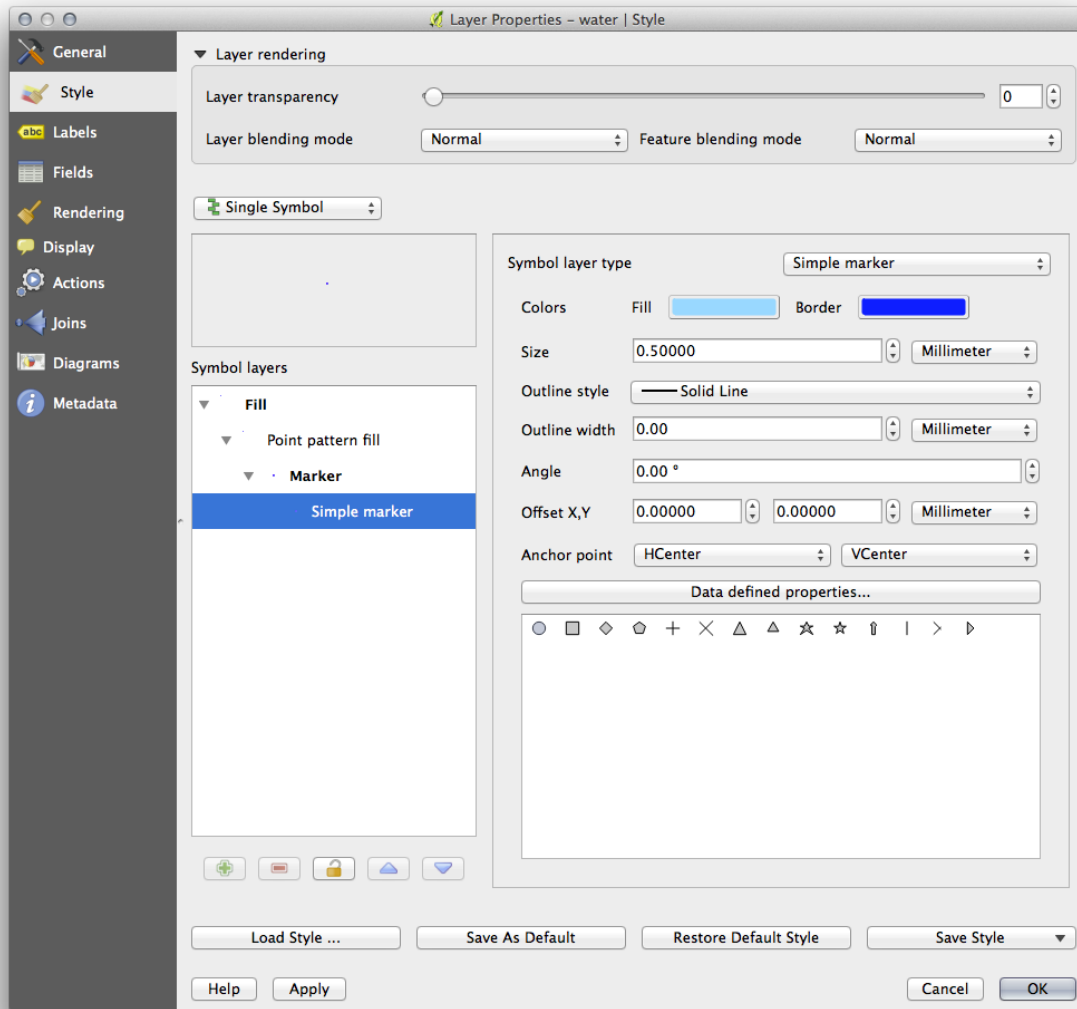 Layer Properties – water | Style
General
Style
abc Labels
Fields
Rendering
Display
Actions
i Metadata
Joins
Diagrams
Layer rendering
Layer transparency 0
Layer blending mode Normal Feature blending mode Normal
Single Symbol
Symbol layers
Fill
Point pattern fill
Marker
Simple marker
Symbol layer type Simple marker
Colors Fill Border
Size 0.50000 Millimeter
Outline style Solid Line
Outline width 0.00 Millimeter
Angle 0.00 °
Offset X,Y 0.00000 0.00000 Millimeter
Anchor point HCenter VCenter
Data defined properties...
Load Style ... Save As Default Restore Default Style Save Style
Help Apply Cancel OK